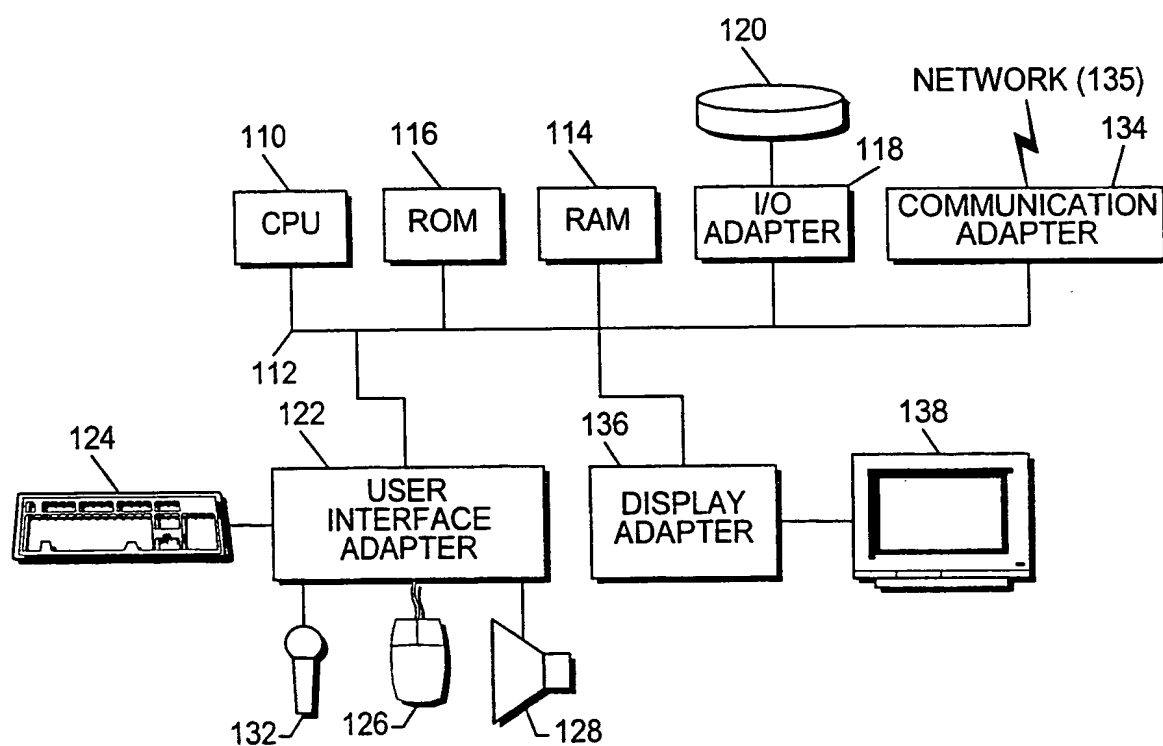 120
NETWORK (135)
110
116
114
118
134
CPU
ROM
RAM
I/O
ADAPTER
COMMUNICATION
ADAPTER
112
122
124
136
138
USER
INTERFACE
ADAPTER
DISPLAY
ADAPTER
132
126
128